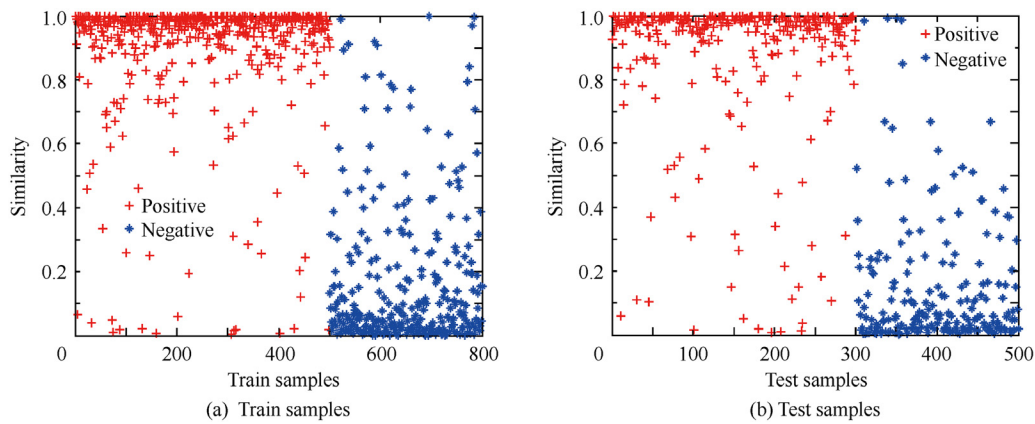 1.0
0.8
0.6
0.4
0.2
0
200
400
600
800
Similarity
Positive
Negative
Train samples
(a) Train samples
1.0
0.8
0.6
0.4
0.2
0
100
200
300
400
500
Similarity
Positive
Negative
Test samples
(b) Test samples